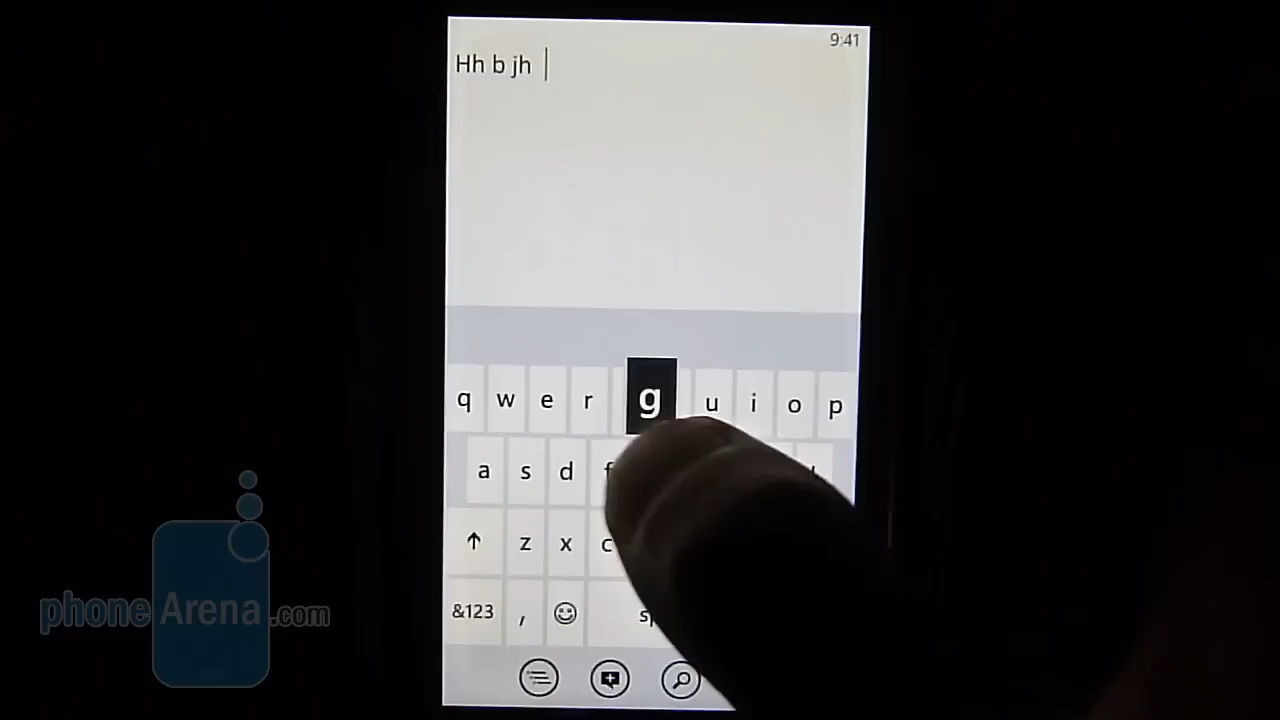 9:41
Hh b jh
g
q w e r u i o p
a s d f
z x c
&123 ,
phoneArena.com